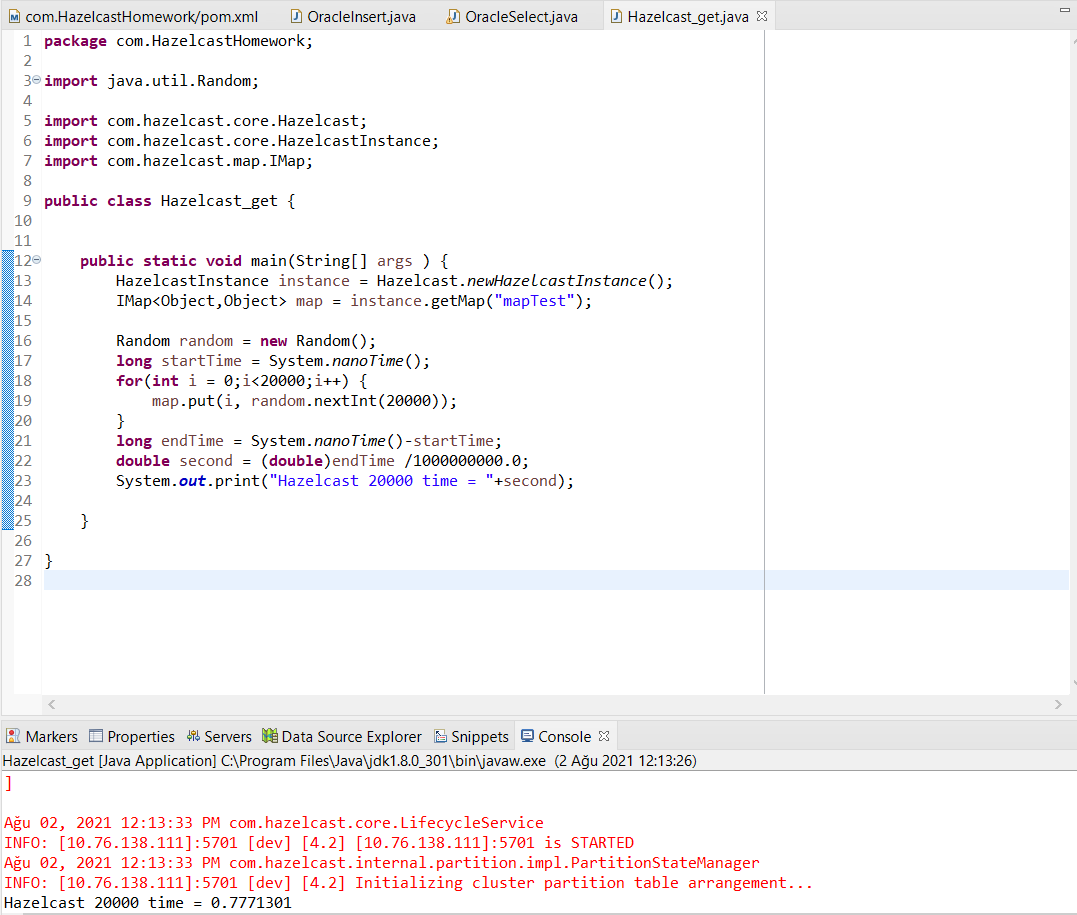 com.HazelcastHomework/pom.xml OracleInsert.java OracleSelect.java Hazelcast_get.java
1 package com.HazelcastHomework;
2
3 import java.util.Random;
4
5 import com.hazelcast.core.Hazelcast;
6 import com.hazelcast.core.HazelcastInstance;
7 import com.hazelcast.map.IMap;
8
9 public class Hazelcast_get {
10
11
12     public static void main(String[] args ) {
13         HazelcastInstance instance = Hazelcast.newHazelcastInstance();
14         IMap<Object,Object> map = instance.getMap("mapTest");
15
16         Random random = new Random();
17         long startTime = System.nanoTime();
18         for(int i = 0;i<20000;i++) {
19             map.put(i, random.nextInt(20000));
20         }
21         long endTime = System.nanoTime()-startTime;
22         double second = (double)endTime /1000000000.0;
23         System.out.print("Hazelcast 20000 time = "+second);
24
25     }
26
27 }
28
Markers Properties Servers Data Source Explorer Snippets Console
Hazelcast_get [Java Application] C:\Program Files\Java\jdk1.8.0_301\bin\javaw.exe (2 Ağu 2021 12:13:26)
]
Ağu 02, 2021 12:13:33 PM com.hazelcast.core.LifecycleService
INFO: [10.76.138.111]:5701 [dev] [4.2] [10.76.138.111]:5701 is STARTED
Ağu 02, 2021 12:13:33 PM com.hazelcast.internal.partition.impl.PartitionStateManager
INFO: [10.76.138.111]:5701 [dev] [4.2] Initializing cluster partition table arrangement...
Hazelcast 20000 time = 0.7771301